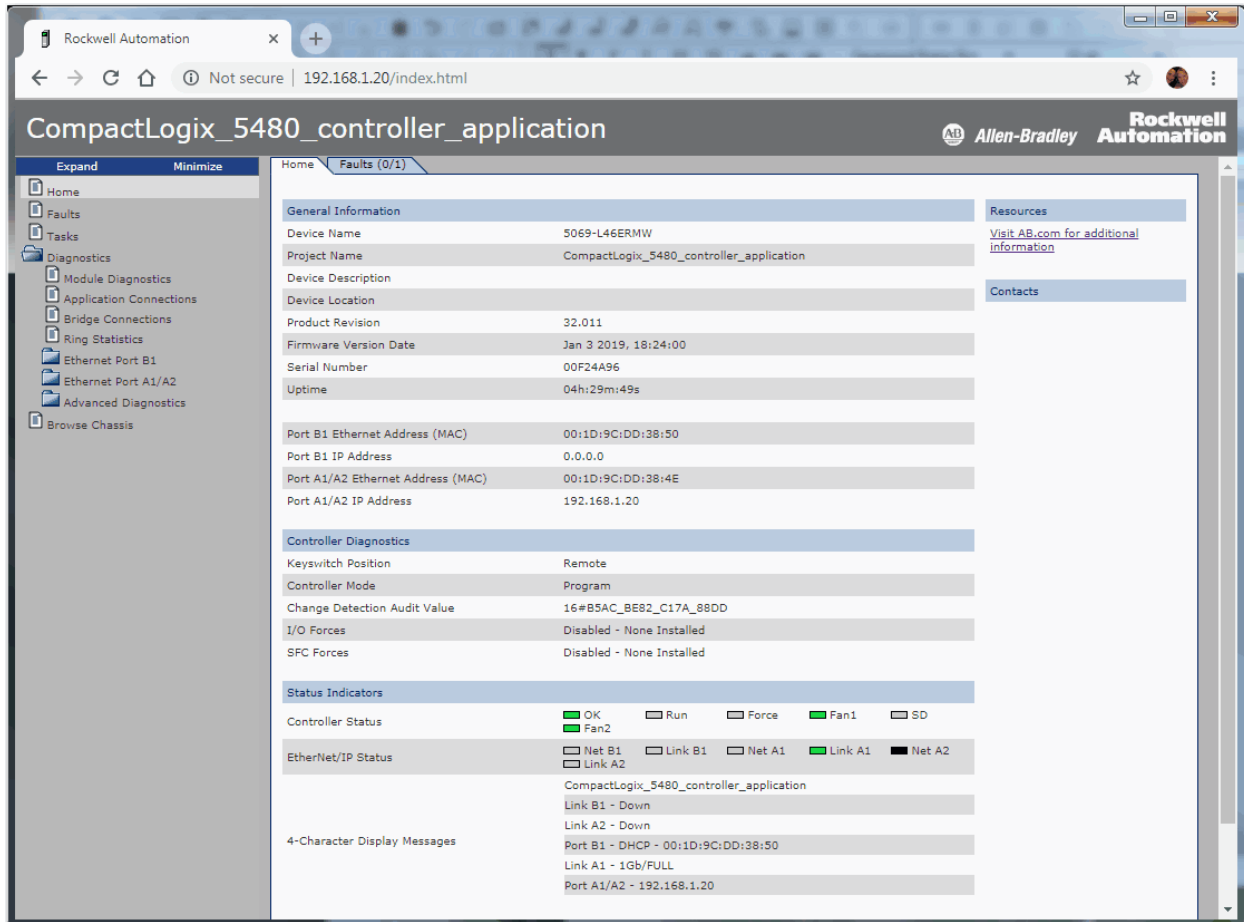 Rockwell Automation
Not secure | 192.168.1.20/index.html
CompactLogix_5480_controller_application
AB Allen-Bradley
Rockwell
Automation
Expand Minimize
Home
Faults
Tasks
Diagnostics
Module Diagnostics
Application Connections
Bridge Connections
Ring Statistics
Ethernet Port B1
Ethernet Port A1/A2
Advanced Diagnostics
Browse Chassis
Home Faults (0/1)
General Information
Device Name 5069-L46ERMW
Project Name CompactLogix_5480_controller_application
Device Description
Device Location
Product Revision 32.011
Firmware Version Date Jan 3 2019, 18:24:00
Serial Number 00F24A96
Uptime 04h:29m:49s
Port B1 Ethernet Address (MAC) 00:1D:9C:DD:38:50
Port B1 IP Address 0.0.0.0
Port A1/A2 Ethernet Address (MAC) 00:1D:9C:DD:38:4E
Port A1/A2 IP Address 192.168.1.20
Controller Diagnostics
Keyswitch Position Remote
Controller Mode Program
Change Detection Audit Value 16#B5AC_BE82_C17A_88DD
I/O Forces Disabled - None Installed
SFC Forces Disabled - None Installed
Status Indicators
Controller Status OK Run Force Fan1 SD
Fan2
EtherNet/IP Status Net B1 Link B1 Net A1 Link A1 Net A2
Link A2
4-Character Display Messages
CompactLogix_5480_controller_application
Link B1 - Down
Link A2 - Down
Port B1 - DHCP - 00:1D:9C:DD:38:50
Link A1 - 1Gb/FULL
Port A1/A2 - 192.168.1.20
Resources
Visit AB.com for additional
information
Contacts